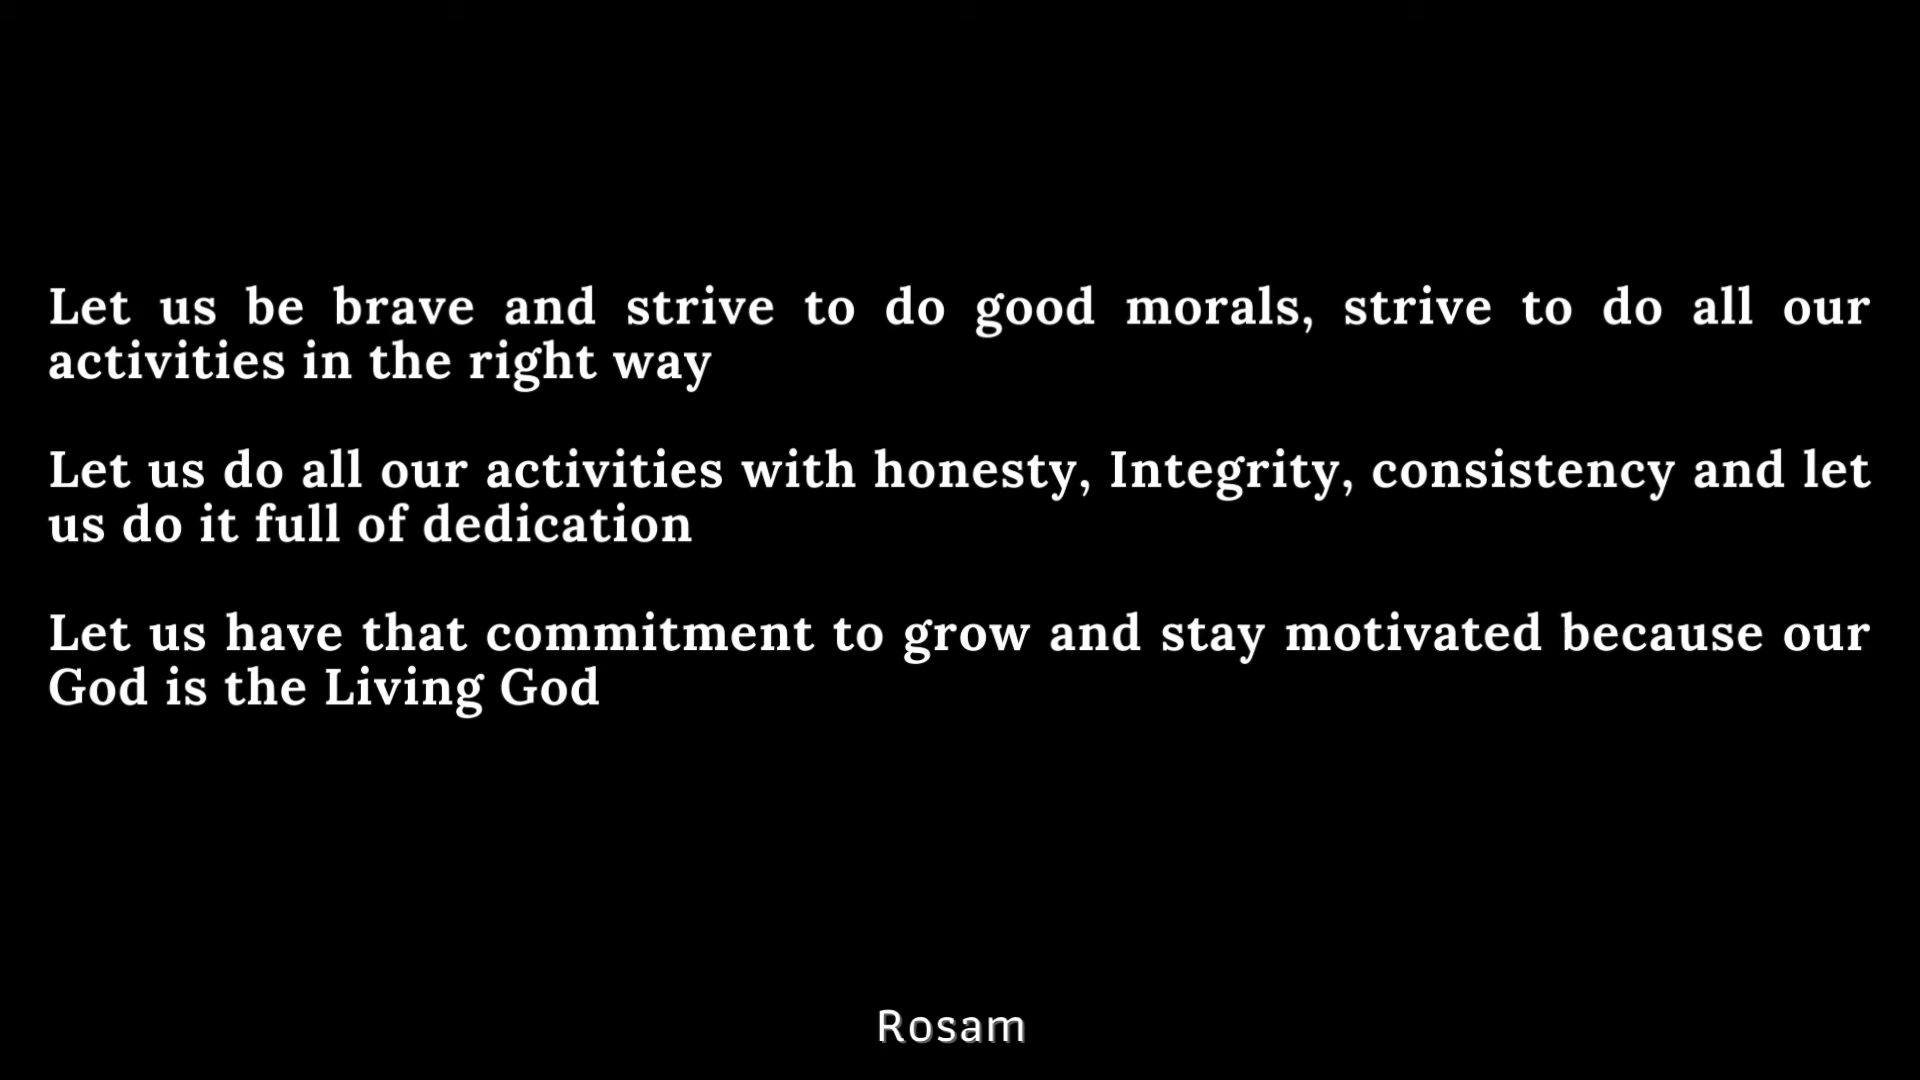 Let us be brave and strive to do good morals, strive to do all our
activities in the right way
Let us do all our activities with honesty, Integrity, consistency and let
us do it full of dedication
Let us have that commitment to grow and stay motivated because our
God is the Living God
Rosam